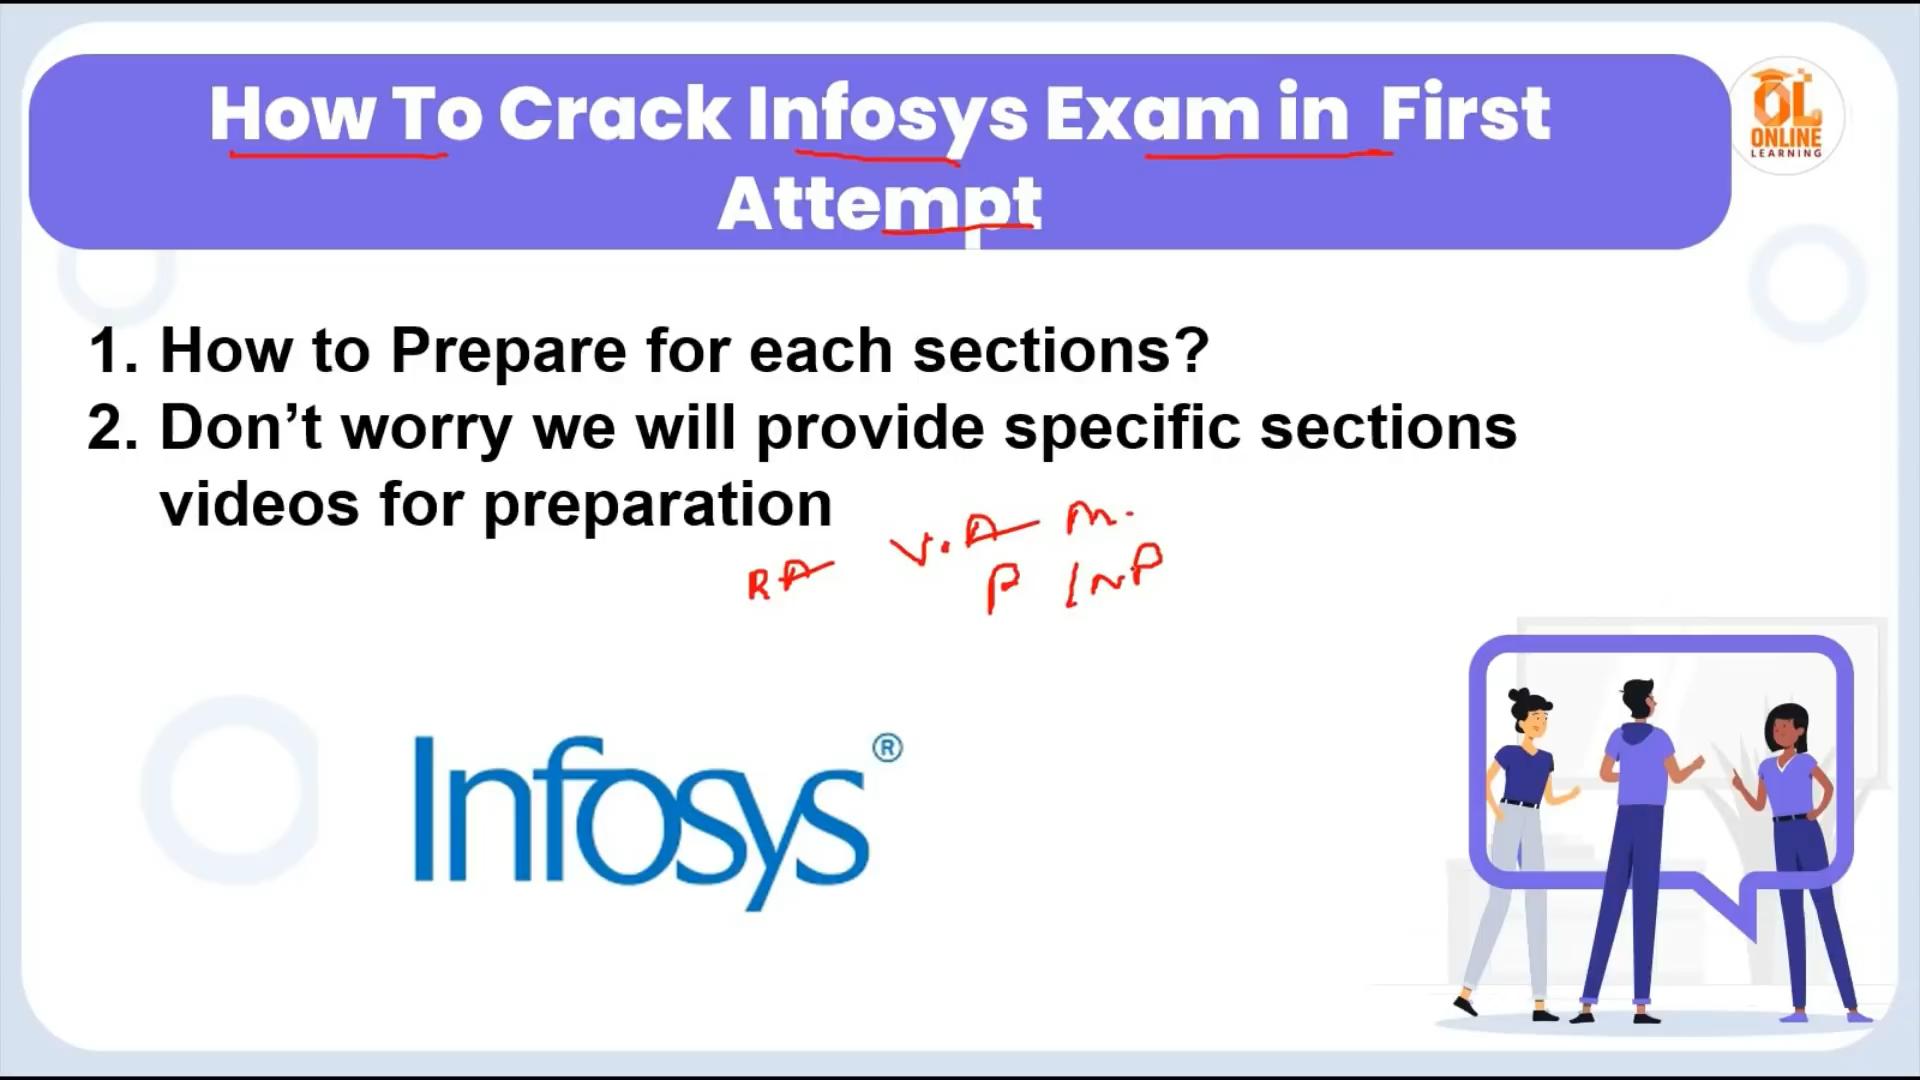 How To Crack Infosys Exam in First
Attempt
OL
ONLINE
LEARNING
1. How to Prepare for each sections?
2. Don't worry we will provide specific sections
videos for preparation
V.A M.
RA P InP
Infosys®